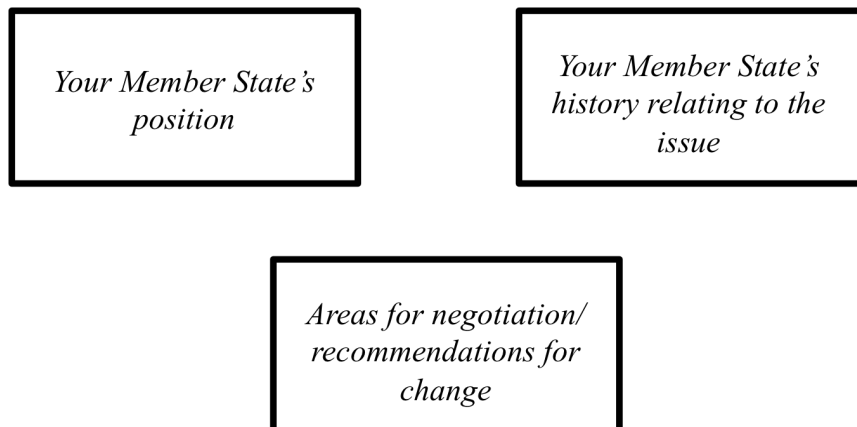 Your Member State’s
position
Your Member State’s
history relating to the
issue
Areas for negotiation/
recommendations for
change